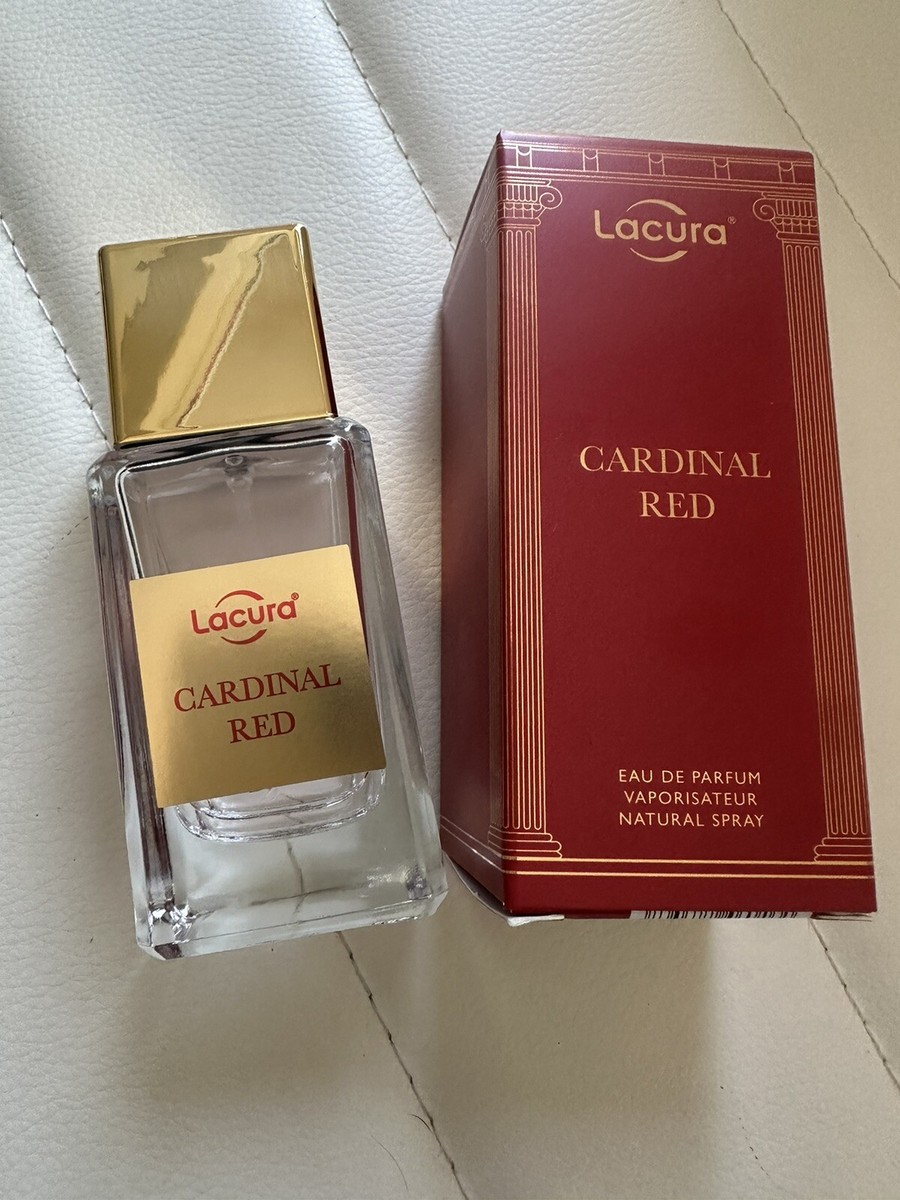 Lacura®
CARDINAL
RED
Lacura®
CARDINAL
RED
EAU DE PARFUM
VAPORISATEUR
NATURAL SPRAY